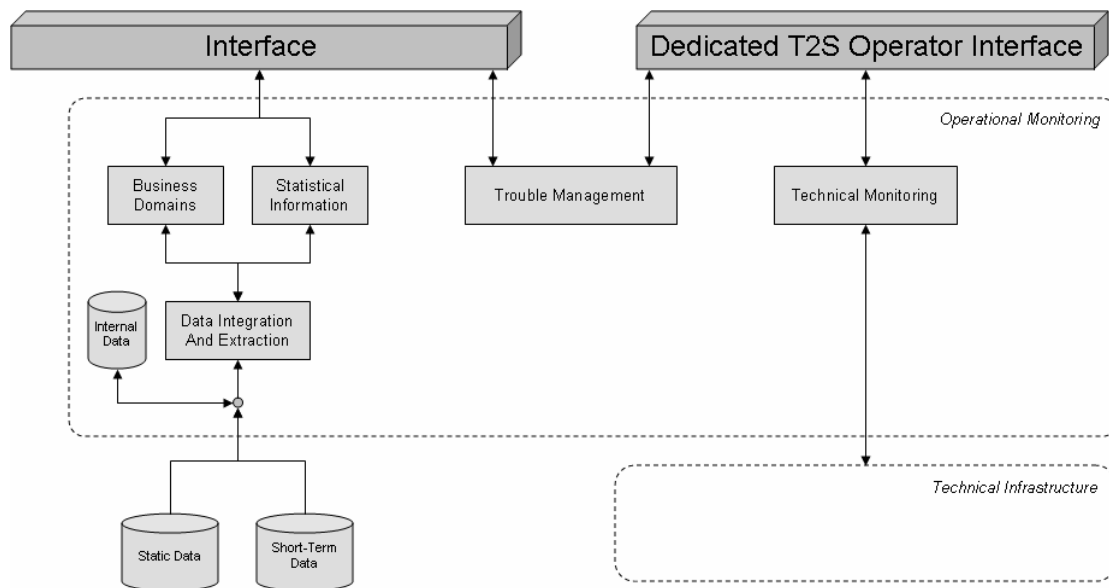 Interface
Dedicated T2S Operator Interface
Operational Monitoring
Business
Domains
Statistical
Information
Trouble Management
Technical Monitoring
Internal
Data
Data Integration
And Extraction
Technical Infrastructure
Static Data
Short-Term
Data